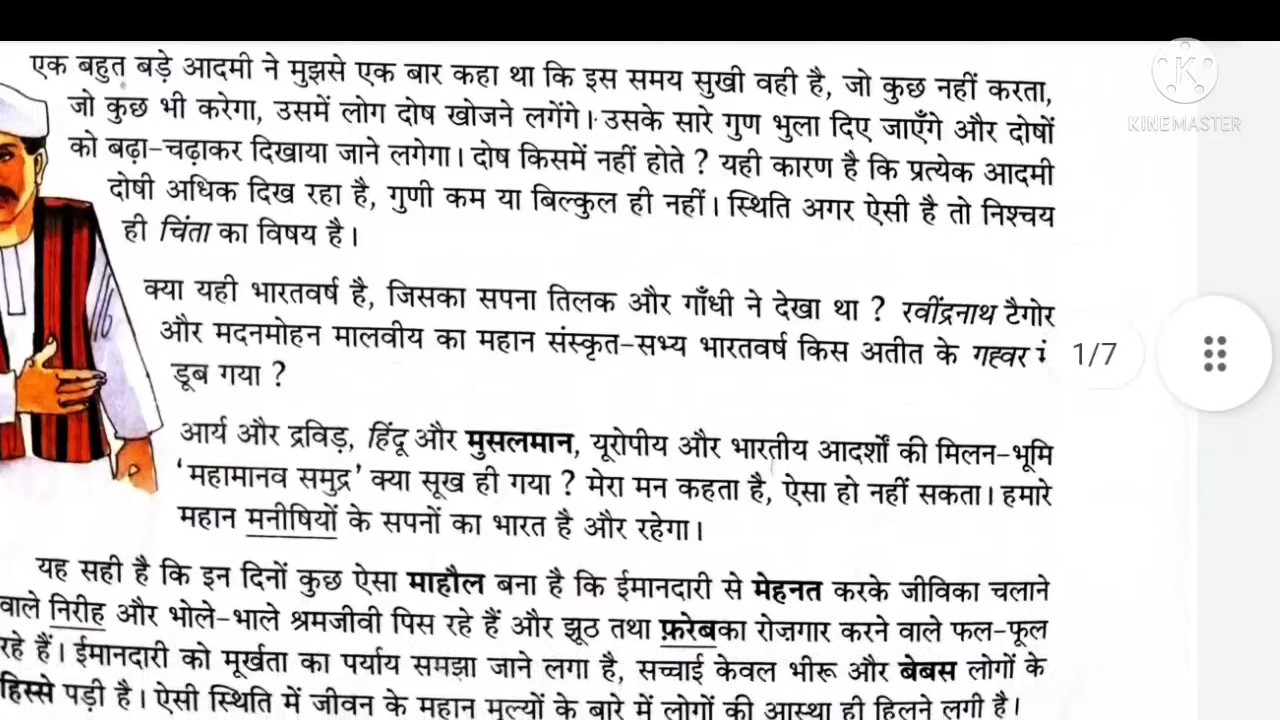 एक बहुत बड़े आदमी ने मुझसे एक बार कहा था कि इस समय सुखी वही है, जो कुछ नहीं करता,
जो कुछ भी करेगा, उसमें लोग दोष खोजने लगेंगे। उसके सारे गुण भुला दिए जाएँगे और दोषों
को बढ़ा-चढ़ाकर दिखाया जाने लगेगा। दोष किसमें नहीं होते ? यही कारण है कि प्रत्येक आदमी
दोषी अधिक दिख रहा है, गुणी कम या बिल्कुल ही नहीं। स्थिति अगर ऐसी है तो निश्चय
ही चिंता का विषय है।
क्या यही भारतवर्ष है, जिसका सपना तिलक और गाँधी ने देखा था ? रवींद्रनाथ टैगोर
और मदनमोहन मालवीय का महान संस्कृत-सभ्य भारतवर्ष किस अतीत के गह्वर
डूब गया ?
आर्य और द्रविड़, हिंदू और मुसलमान, यूरोपीय और भारतीय आदर्शों की मिलन-भूमि
'महामानव समुद्र' क्या सूख ही गया ? मेरा मन कहता है, ऐसा हो नहीं सकता। हमारे
महान मनीषियों के सपनों का भारत है और रहेगा।
यह सही है कि इन दिनों कुछ ऐसा माहौल बना है कि ईमानदारी से मेहनत करके जीविका चलाने
वाले निरीह और भोले-भाले श्रमजीवी पिस रहे हैं और झूठ तथा फ़रेब का रोज़गार करने वाले फल-फूल
रहे हैं। ईमानदारी को मूर्खता का पर्याय समझा जाने लगा है, सच्चाई केवल भीरू और बेबस लोगों के
हिस्से पड़ी है। ऐसी स्थिति में जीवन के महान मूल्यों के बारे में लोगों की आस्था ही हिलने लगी है।
KINEMASTER
1/7